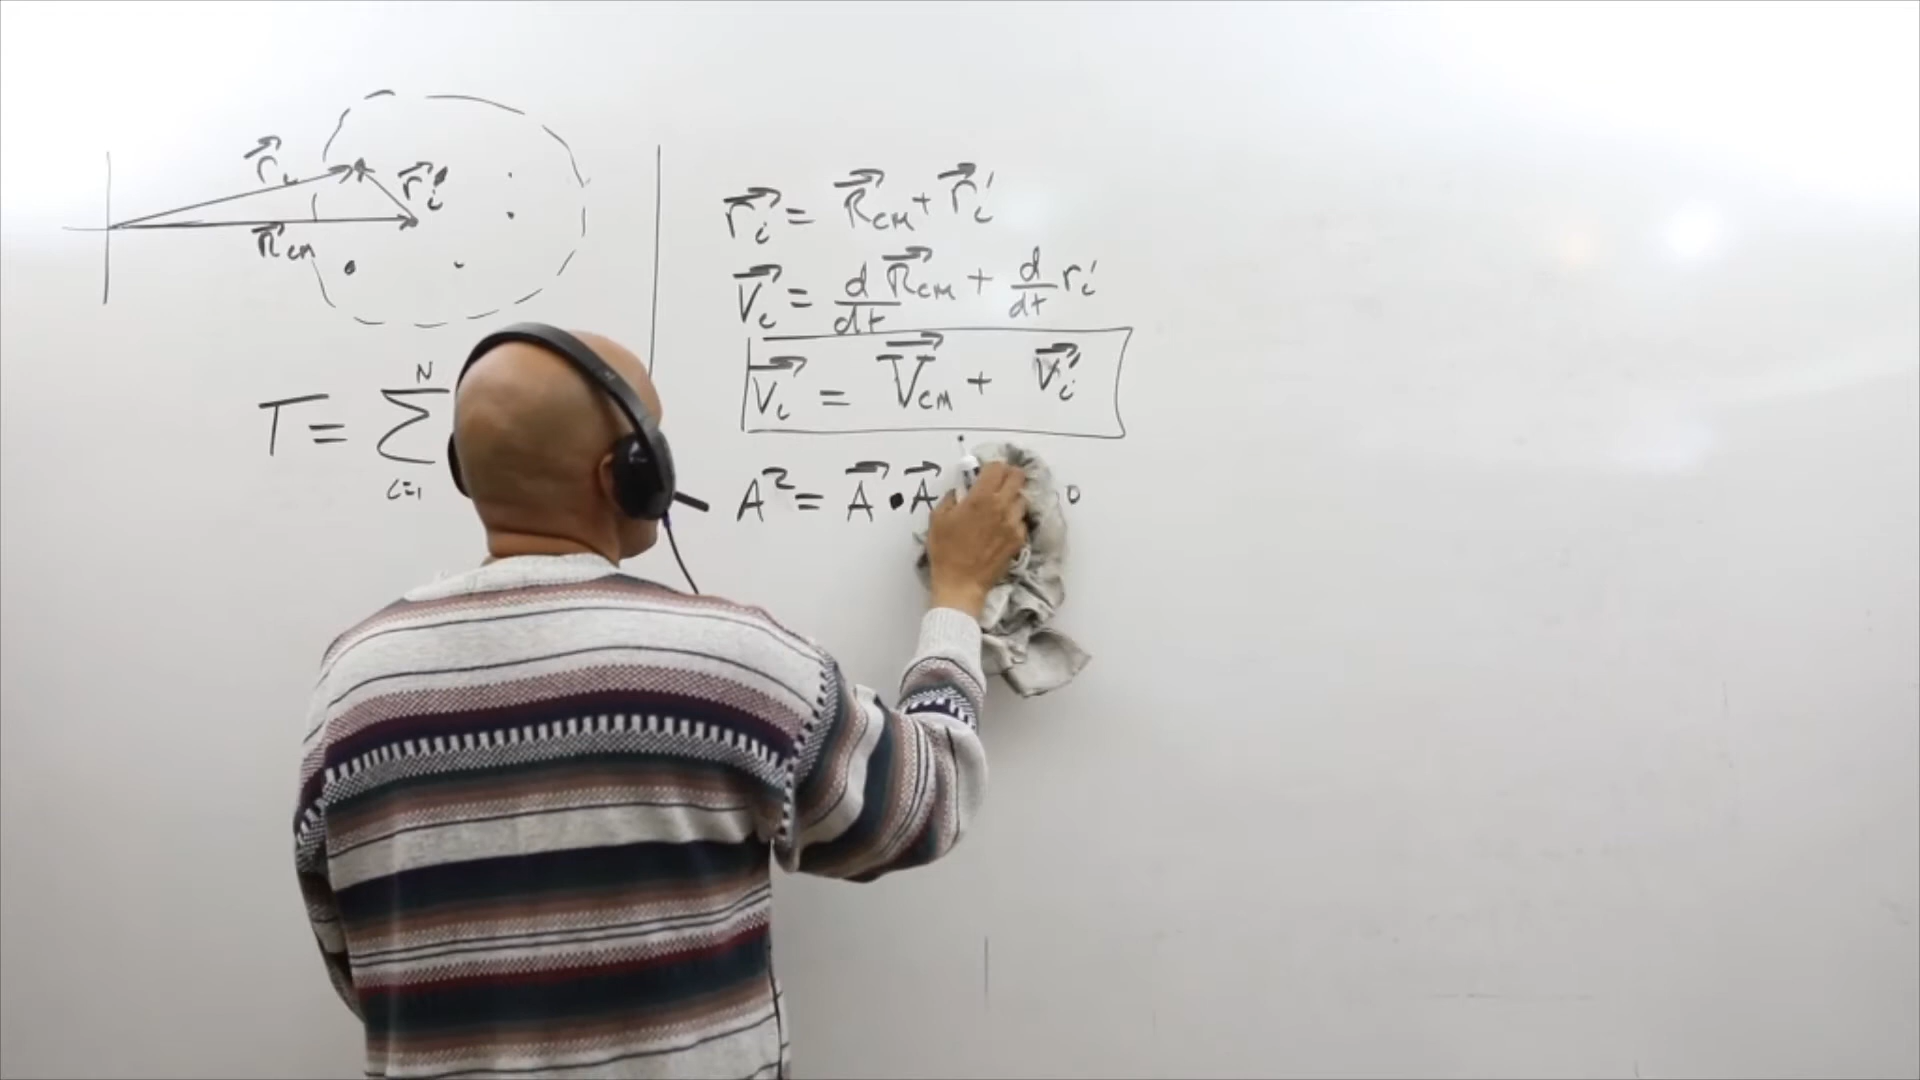 r⃗ᵢ
r⃗ᵢ′
R⃗cm
T = Σ N i=1
r⃗ᵢ = R⃗cm + r⃗ᵢ′
V⃗ᵢ = d/dt R⃗cm + d/dt rᵢ′
V⃗ᵢ = V⃗cm + V⃗ᵢ′
A² = A⃗ • A⃗